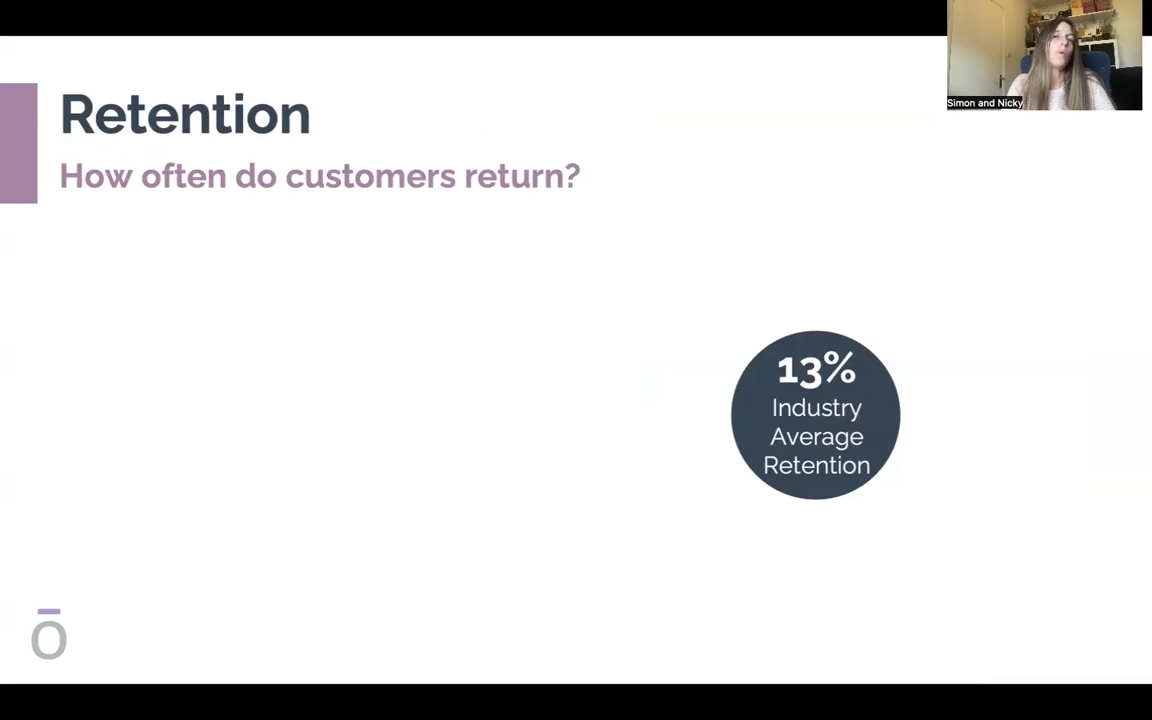 Simon and Nicky
Retention
How often do customers return?
13%
Industry
Average
Retention
ō